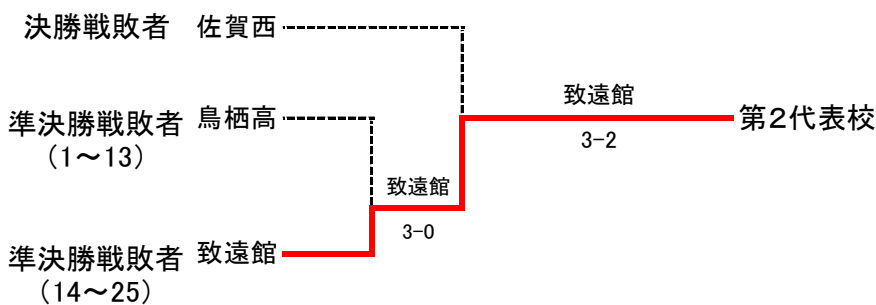 決勝戦敗者 佐賀西
致遠館
準決勝戦敗者 鳥栖高
(1～13)
第2代表校
3-2
致遠館
3-0
準決勝戦敗者 致遠館
(14～25)